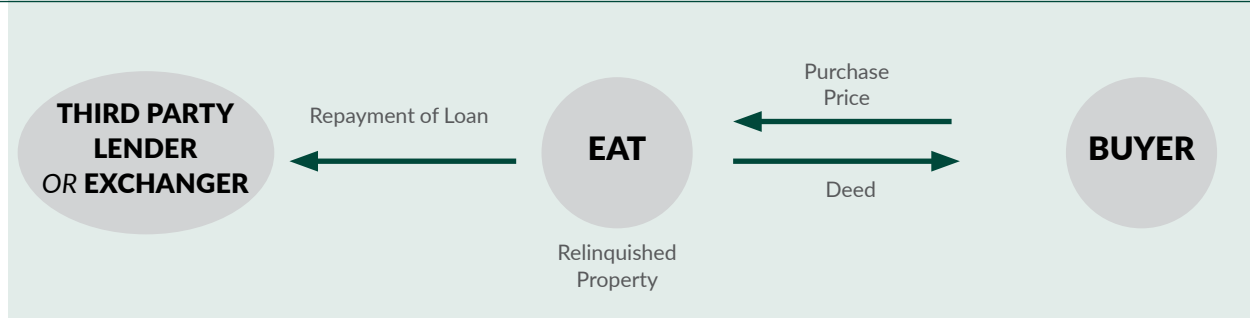 THIRD PARTY
LENDER
OR EXCHANGER
Repayment of Loan
EAT
Relinquished
Property
Purchase
Price
Deed
BUYER